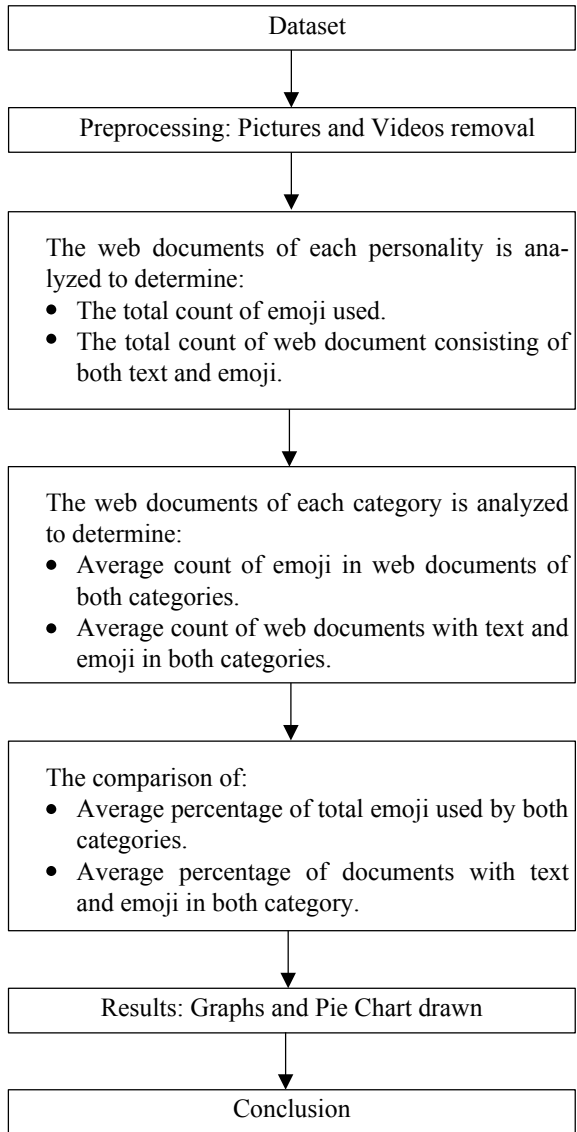 Dataset
Preprocessing: Pictures and Videos removal
The web documents of each personality is ana-
lyzed to determine:
• The total count of emoji used.
• The total count of web document consisting of
both text and emoji.
The web documents of each category is analyzed
to determine:
• Average count of emoji in web documents of
both categories.
• Average count of web documents with text and
emoji in both categories.
The comparison of:
• Average percentage of total emoji used by both
categories.
• Average percentage of documents with text
and emoji in both category.
Results: Graphs and Pie Chart drawn
Conclusion